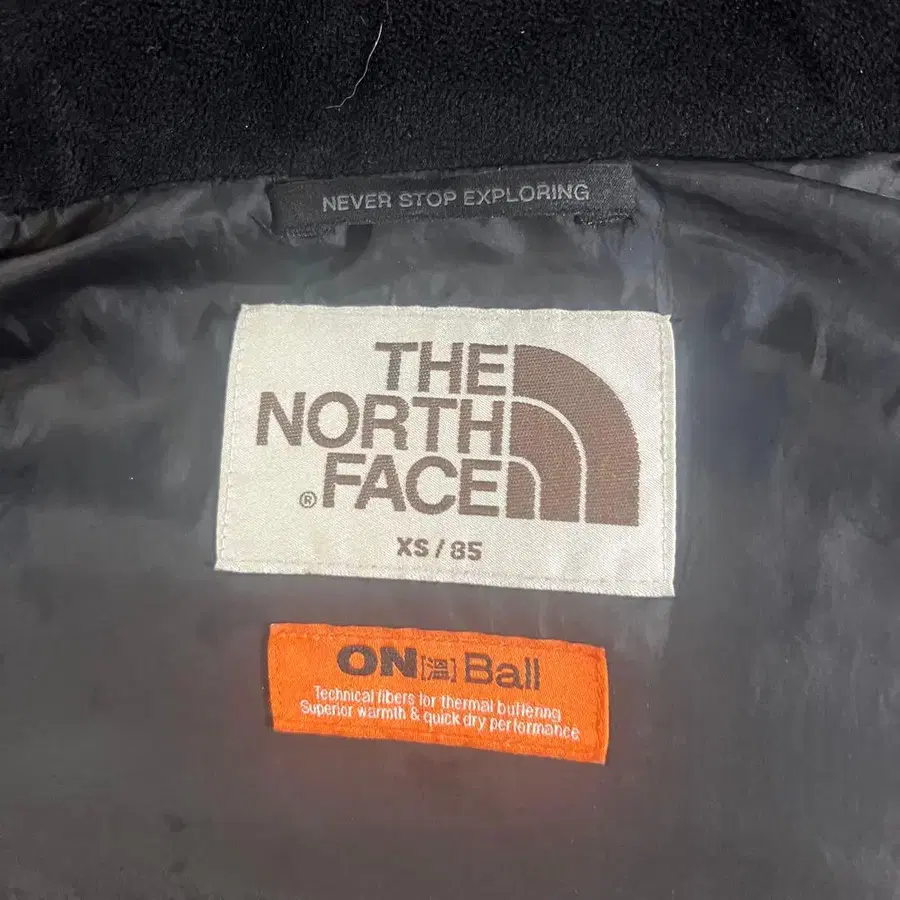 NEVER STOP EXPLORING
THE
NORTH
® FACE
XS / 85
ON[溫] Ball
Technical fibers for thermal buffering
Superior warmth & quick dry performance